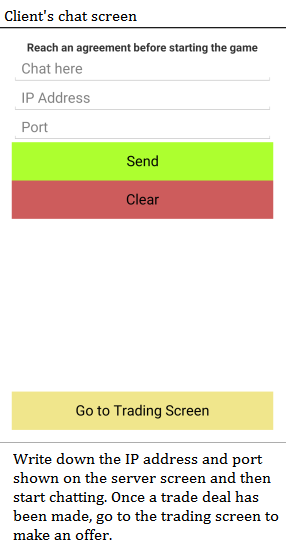 Client's chat screen
Reach an agreement before starting the game
Chat here
IP Address
Port
Send
Clear
Go to Trading Screen
Write down the IP address and port
shown on the server screen and then
start chatting. Once a trade deal has
been made, go to the trading screen to
make an offer.